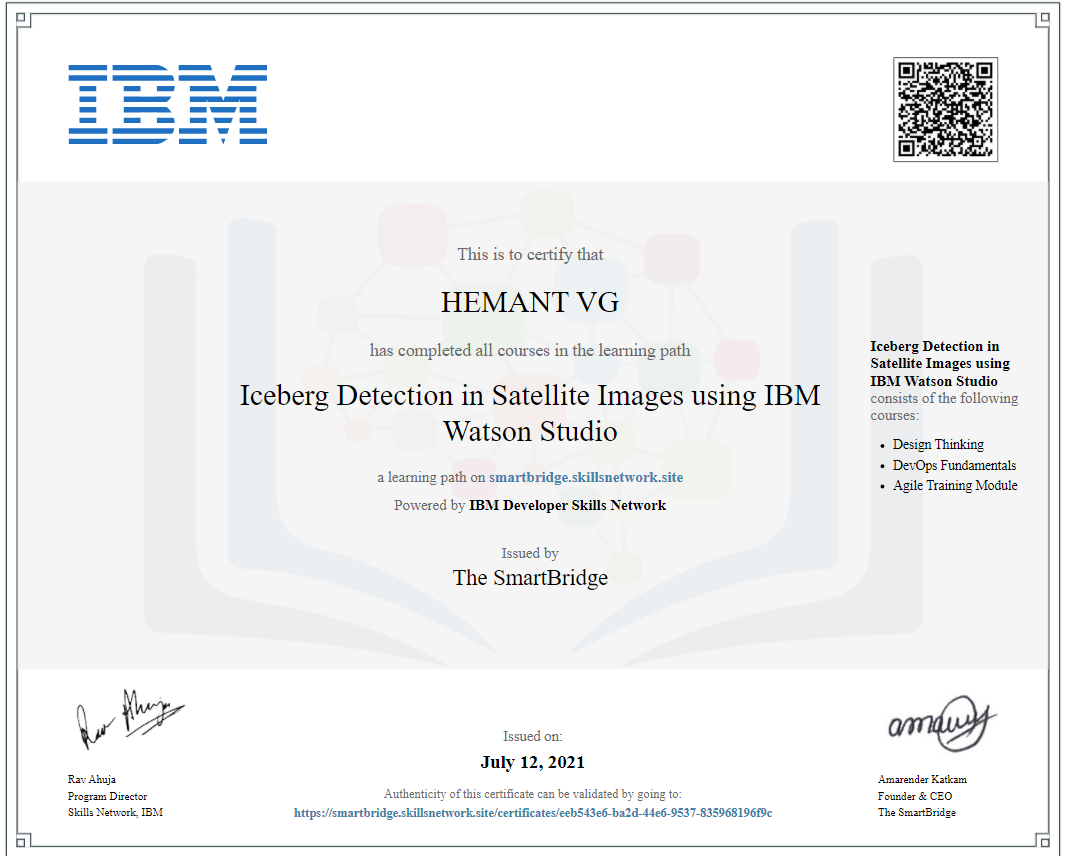 IBM
This is to certify that
HEMANT VG
has completed all courses in the learning path
Iceberg Detection in Satellite Images using IBM
Watson Studio
a learning path on smartbridge.skillsnetwork.site
Powered by IBM Developer Skills Network
Issued by
The SmartBridge
Iceberg Detection in
Satellite Images using
IBM Watson Studio
consists of the following
courses:
• Design Thinking
• DevOps Fundamentals
• Agile Training Module
Rav Ahuja
Rav Ahuja
Program Director
Skills Network, IBM
Issued on:
July 12, 2021
Authenticity of this certificate can be validated by going to:
https://smartbridge.skillsnetwork.site/certificates/eeb543e6-ba2d-44e6-9537-835968196f9c
Amarender Katkam
Founder & CEO
The SmartBridge